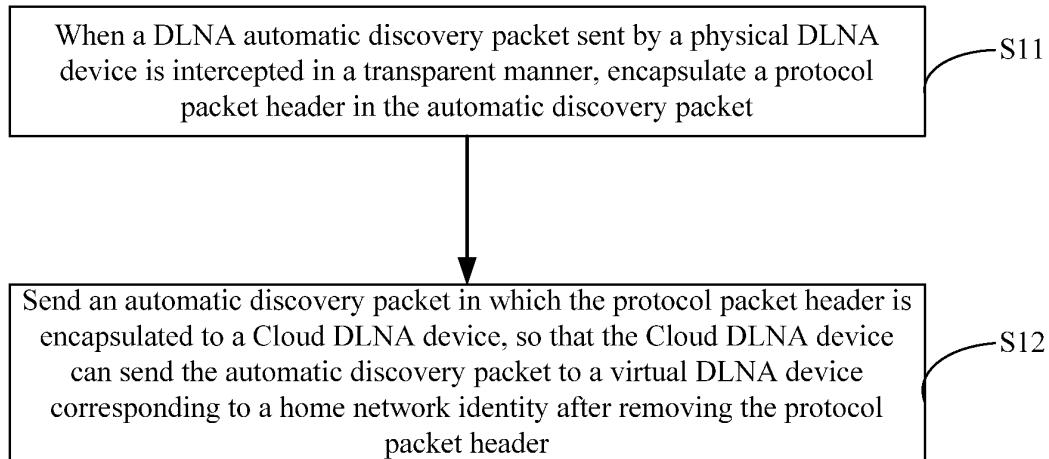 When a DLNA automatic discovery packet sent by a physical DLNA
device is intercepted in a transparent manner, encapsulate a protocol
packet header in the automatic discovery packet
S11
Send an automatic discovery packet in which the protocol packet header is
encapsulated to a Cloud DLNA device, so that the Cloud DLNA device
can send the automatic discovery packet to a virtual DLNA device
corresponding to a home network identity after removing the protocol
packet header
S12